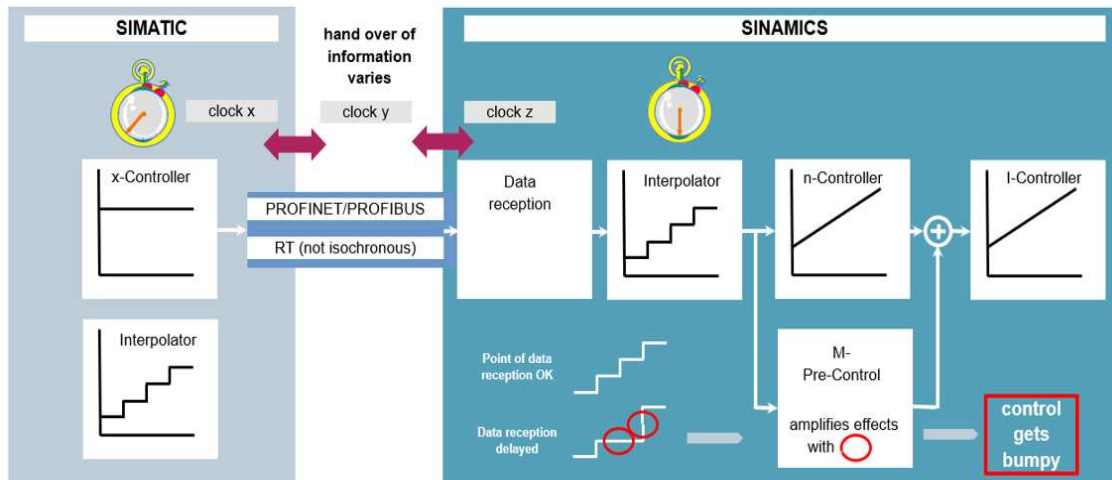 SIMATIC
hand over of
information
varies
SINAMICS
clock x
clock y
clock z
x-Controller
PROFINET/PROFIBUS
RT (not isochronous)
Data
reception
Interpolator
n-Controller
I-Controller
Interpolator
Point of data
reception OK
Data reception
delayed
M-
Pre-Control
amplifies effects
with
control
gets
bumpy